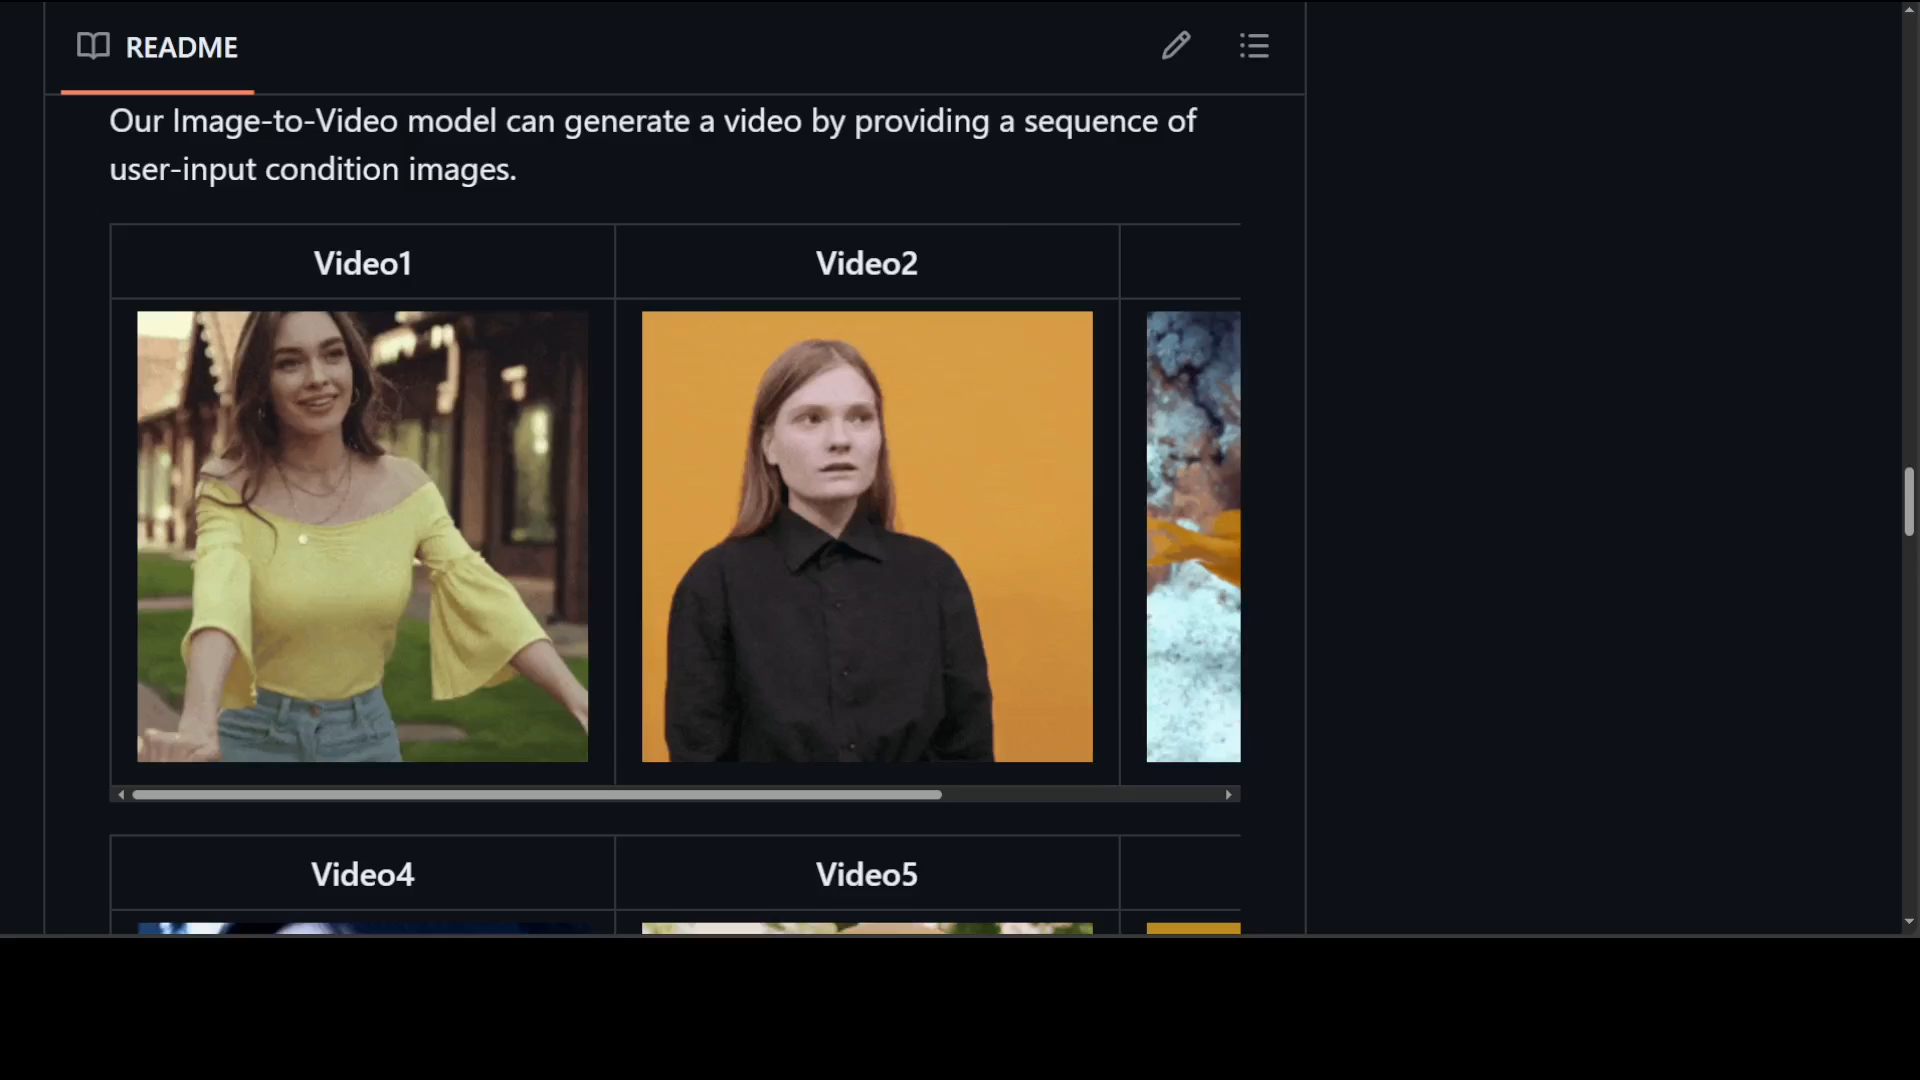 README
Our Image-to-Video model can generate a video by providing a sequence of
user-input condition images.
Video1
Video2
Video4
Video5